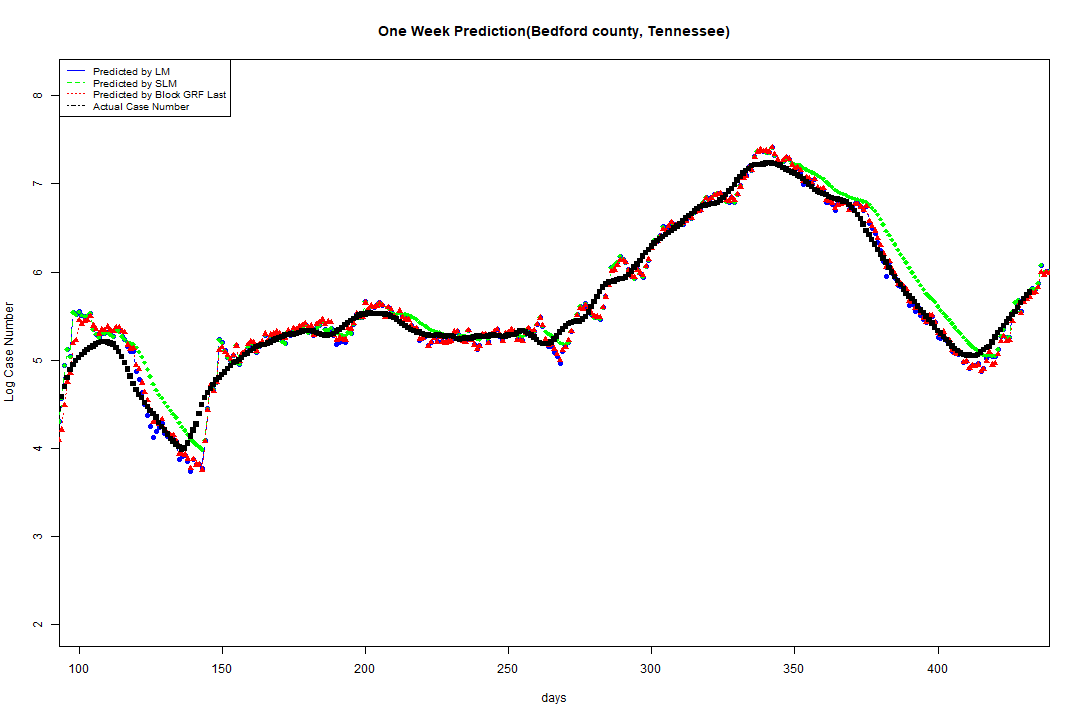 One Week Prediction(Bedford county, Tennessee)
Predicted by LM
Predicted by SLM
Predicted by Block GRF Last
Actual Case Number
Log Case Number
8
7
6
5
4
3
2
100 150 200 250 300 350 400
days